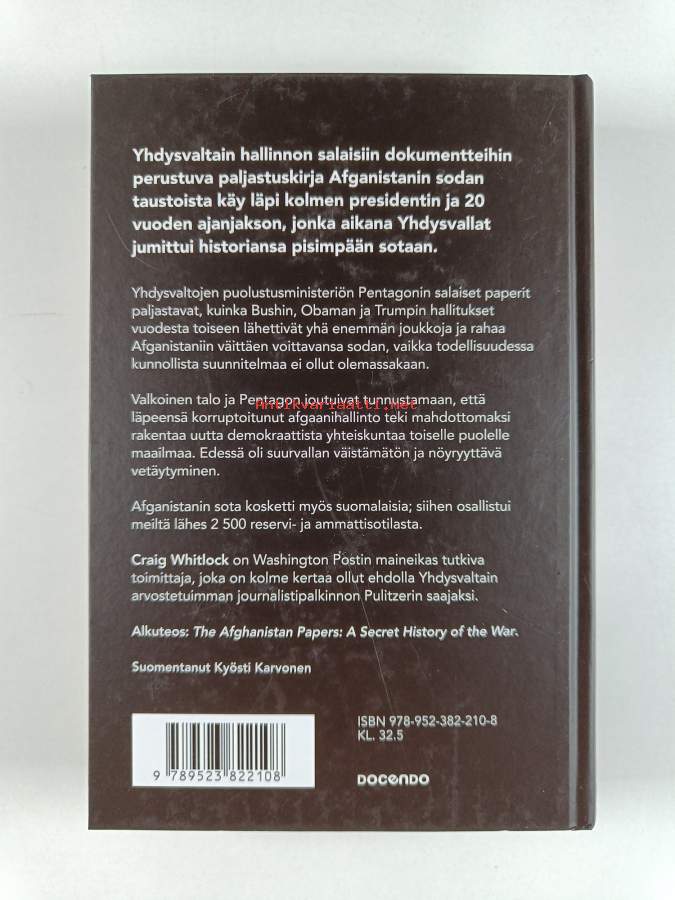 Yhdysvaltain hallinnon salaisiin dokumentteihin
perustuva paljastuskirja Afganistanin sodan
taustoista käy läpi kolmen presidentin ja 20
vuoden ajanjakson, jonka aikana Yhdysvallat
jumittui historiansa pisimpään sotaan.
Yhdysvaltojen puolustusministeriön Pentagonin salaiset paperit
paljastavat, kuinka Bushin, Obaman ja Trumpin hallitukset
vuodesta toiseen lähettivät yhä enemmän joukkoja ja rahaa
Afganistaniin väittäen voittavansa sodan, vaikka todellisuudessa
kunnollista suunnitelmaa ei ollut olemassakaan.
Valkoinen talo ja Pentagon joutuivat tunnustamaan, että
Antikvariaatti.net
läpeensä korruptoitunut afgaanihallinto teki mahdottomaksi
rakentaa uutta demokraattista yhteiskuntaa toiselle puolelle
maailmaa. Edessä oli suurvallan väistämätön ja nöyryyttävä
vetäytyminen.
Afganistanin sota kosketti myös suomalaisia; siihen osallistui
meiltä lähes 2 500 reservi- ja ammattisotilasta.
Craig Whitlock on Washington Postin maineikas tutkiva
toimittaja, joka on kolme kertaa ollut ehdolla Yhdysvaltain
arvostetuimman journalistipalkinnon Pulitzerin saajaksi.
Alkuteos: The Afghanistan Papers: A Secret History of the War.
Suomentanut Kyösti Karvonen
ISBN 978-952-382-210-8
KL. 32.5
9 789523 822108
DOCENDO